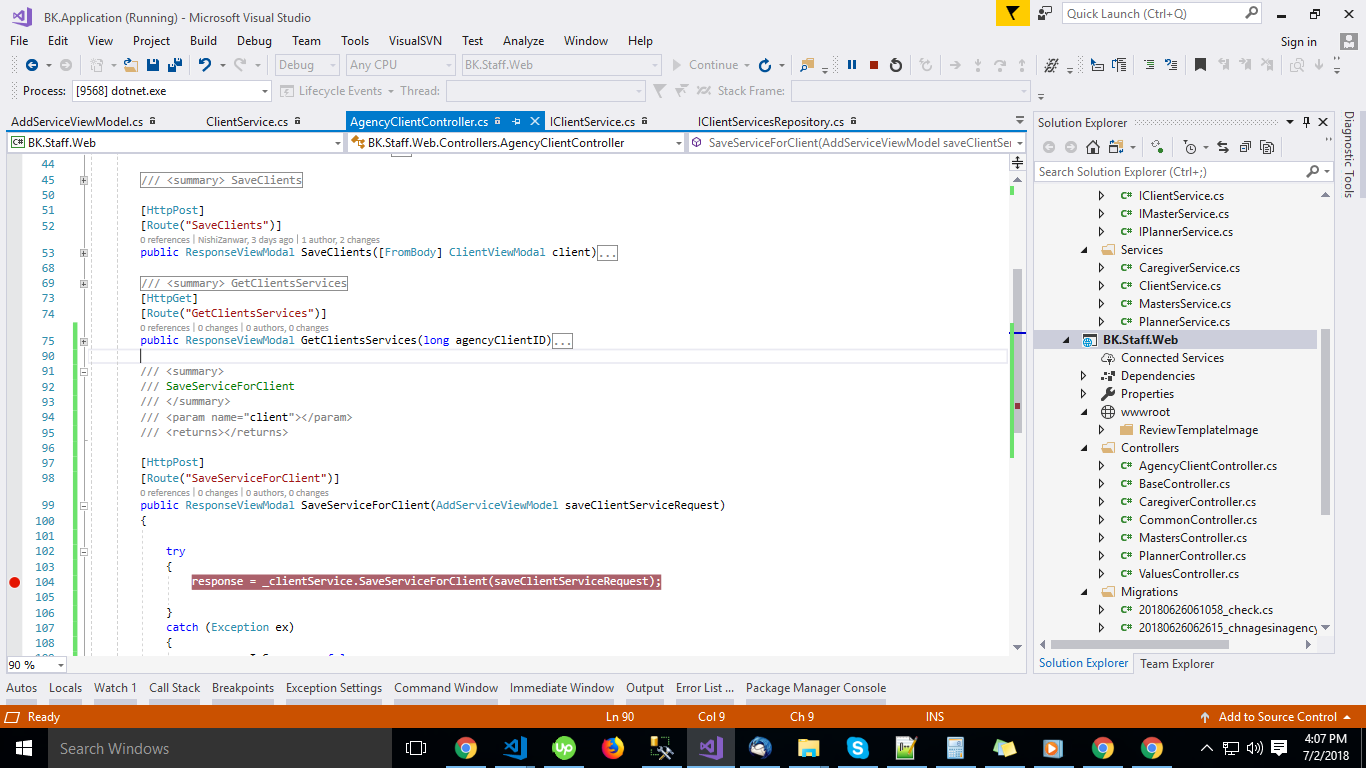 BK.Application (Running) - Microsoft Visual Studio
Quick Launch (Ctrl+Q)
File Edit View Project Build Debug Team Tools VisualSVN Test Analyze Window Help
Sign in
Debug Any CPU BK.Staff.Web Continue
Process: [9568] dotnet.exe Lifecycle Events Thread: Stack Frame:
AddServiceViewModel.cs ClientService.cs AgencyClientController.cs IClientService.cs IClientServicesRepository.cs
C# BK.Staff.Web BK.Staff.Web.Controllers.AgencyClientController SaveServiceForClient(AddServiceViewModel saveClientSer
44
45 /// <summary> SaveClients
50
51 [HttpPost]
52 [Route("SaveClients")]
0 references | NishiZanwar, 3 days ago | 1 author, 2 changes
53 public ResponseViewModal SaveClients([FromBody] ClientViewModal client)...
68
69 /// <summary> GetClientsServices
73 [HttpGet]
74 [Route("GetClientsServices")]
0 references | 0 changes | 0 authors, 0 changes
75 public ResponseViewModal GetClientsServices(long agencyClientID)...
90
91 /// <summary>
92 /// SaveServiceForClient
93 /// </summary>
94 /// <param name="client"></param>
95 /// <returns></returns>
96
97 [HttpPost]
98 [Route("SaveServiceForClient")]
0 references | 0 changes | 0 authors, 0 changes
99 public ResponseViewModal SaveServiceForClient(AddServiceViewModel saveClientServiceRequest)
100 {
101
102 try
103 {
104 response = _clientService.SaveServiceForClient(saveClientServiceRequest);
105
106 }
107 catch (Exception ex)
108 {
90 %
Solution Explorer
Search Solution Explorer (Ctrl+;)
C# IClientService.cs
C# IMasterService.cs
C# IPlannerService.cs
Services
C# CaregiverService.cs
C# ClientService.cs
C# MastersService.cs
C# PlannerService.cs
BK.Staff.Web
Connected Services
Dependencies
Properties
wwwroot
ReviewTemplateImage
Controllers
C# AgencyClientController.cs
C# BaseController.cs
C# CaregiverController.cs
C# CommonController.cs
C# MastersController.cs
C# PlannerController.cs
C# ValuesController.cs
Migrations
C# 20180626061058_check.cs
C# 20180626062615_chnagesinagency
Solution Explorer Team Explorer
Diagnostic Tools
Autos Locals Watch 1 Call Stack Breakpoints Exception Settings Command Window Immediate Window Output Error List ... Package Manager Console
Ready Ln 90 Col 9 Ch 9 INS Add to Source Control
Search Windows
up
4:07 PM
7/2/2018